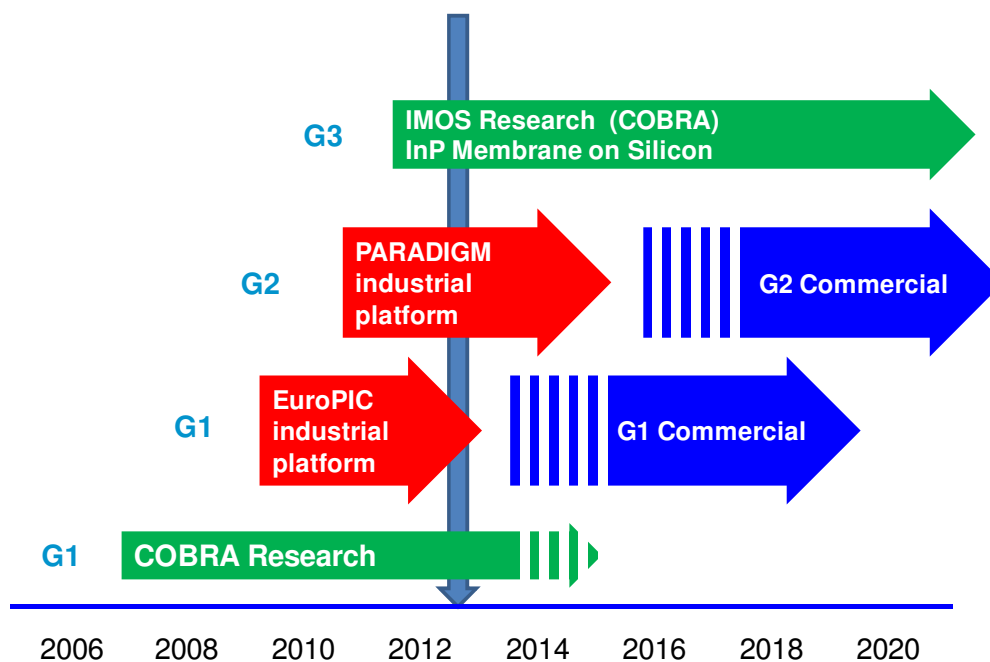 G3
IMOS Research (COBRA)
InP Membrane on Silicon
G2
PARADIGM
industrial
platform
G2 Commercial
G1
EuroPIC
industrial
platform
G1 Commercial
G1
COBRA Research
2006 2008 2010 2012 2014 2016 2018 2020